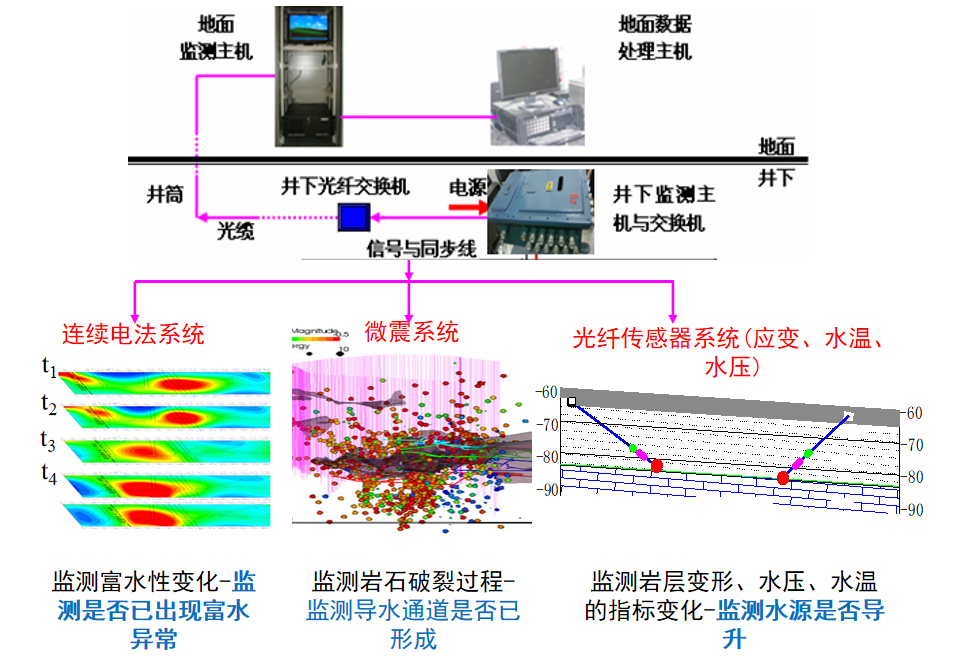 地面
监测主机
地面数据
处理主机
地面
井下
井筒
井下光纤交换机
电源
井下监测主
机与交换机
光缆
信号与同步线
连续电法系统
微震系统
光纤传感器系统(应变、水温、
水压)
t1
t2
t3
t4
Magnitude
0.5
10
-60
-70
-80
-90
-60
-70
-80
-90
监测富水性变化-监
测是否已出现富水
异常
监测岩石破裂过程-
监测导水通道是否已
形成
监测岩层变形、水压、水温
的指标变化-监测水源是否导
升